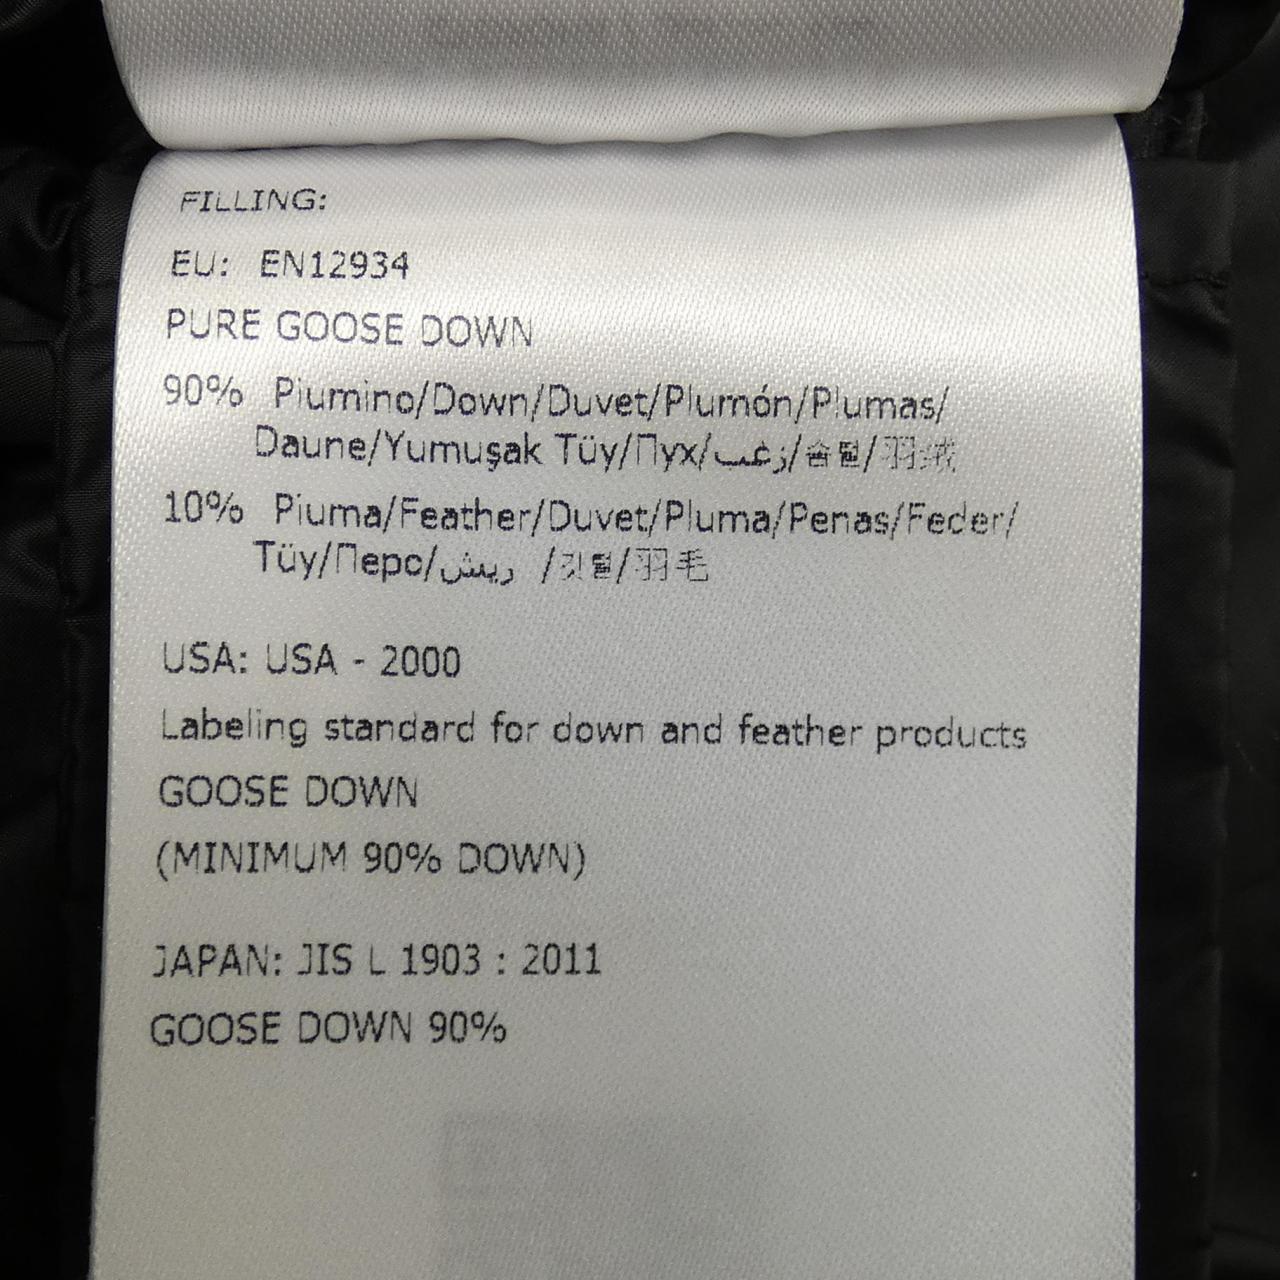 FILLING:
EU: EN12934
PURE GOOSE DOWN
90% Piumino/Down/Duvet/Plumón/Plumas/
Daune/Yumuşak Tüy/Пух/زغب/솜털/羽绒
10% Piuma/Feather/Duvet/Pluma/Penas/Feder/
Tüy/Перо/ريش /깃털/羽毛
USA: USA - 2000
Labeling standard for down and feather products
GOOSE DOWN
(MINIMUM 90% DOWN)
JAPAN: JIS L 1903 : 2011
GOOSE DOWN 90%